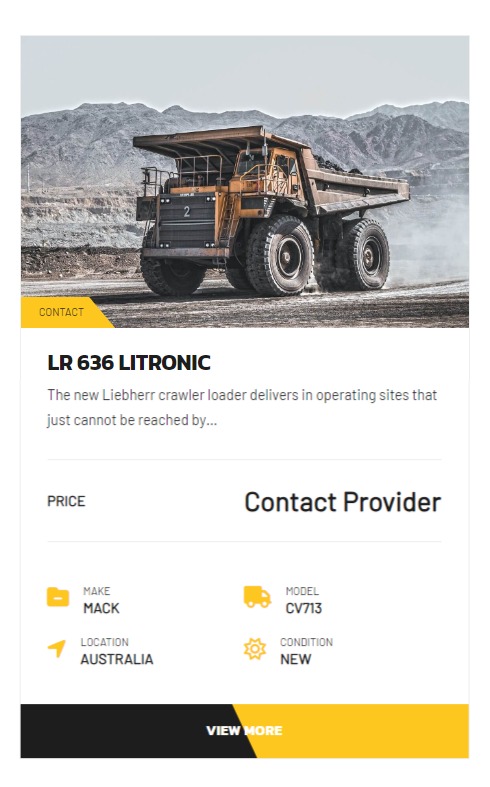 2
CONTACT
LR 636 LITRONIC
The new Liebherr crawler loader delivers in operating sites that
just cannot be reached by...
PRICE
Contact Provider
MAKE
MACK
MODEL
CV713
LOCATION
AUSTRALIA
CONDITION
NEW
VIEW MORE